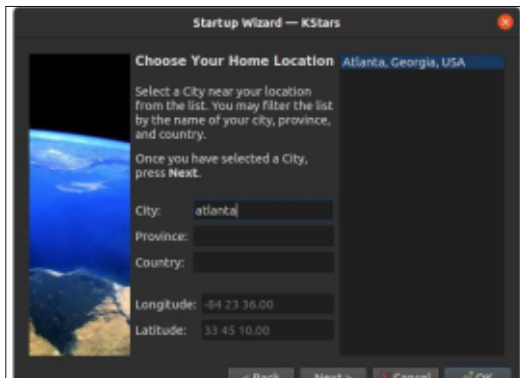 Startup Wizard — KStars
Choose Your Home Location
Atlanta, Georgia, USA
Select a City near your location
from the list. You may filter the list
by the name of your city, province,
and country.
Once you have selected a City,
press Next.
City: atlanta
Province:
Country:
Longitude: -84 23 36.00
Latitude: 33 45 10.00
< Back Next > Cancel OK